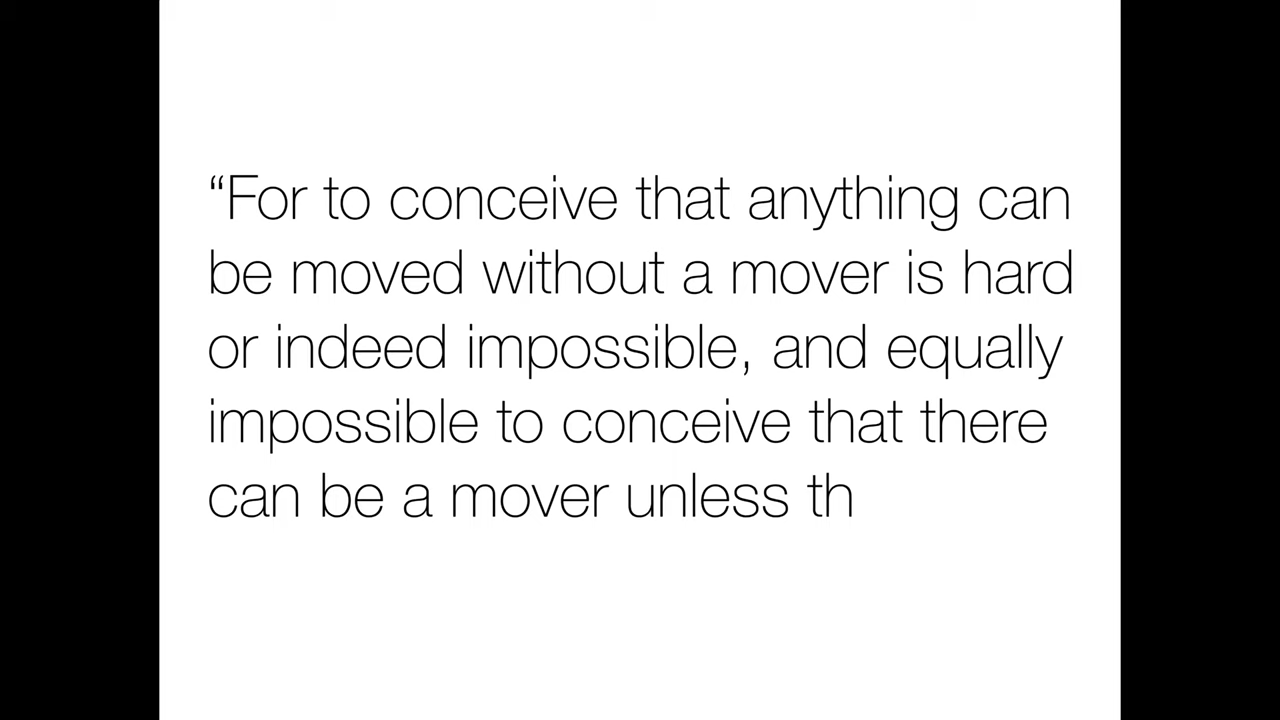 “For to conceive that anything can
be moved without a mover is hard
or indeed impossible, and equally
impossible to conceive that there
can be a mover unless th